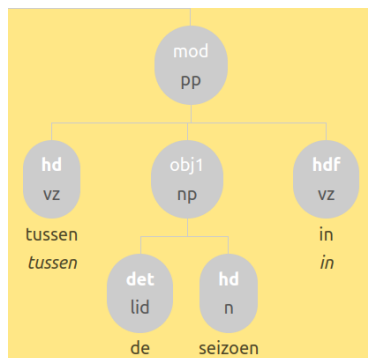 mod
pp
hd obj1 hdf
vz np vz
tussen in
tussen in
det hd
lid n
de seizoen